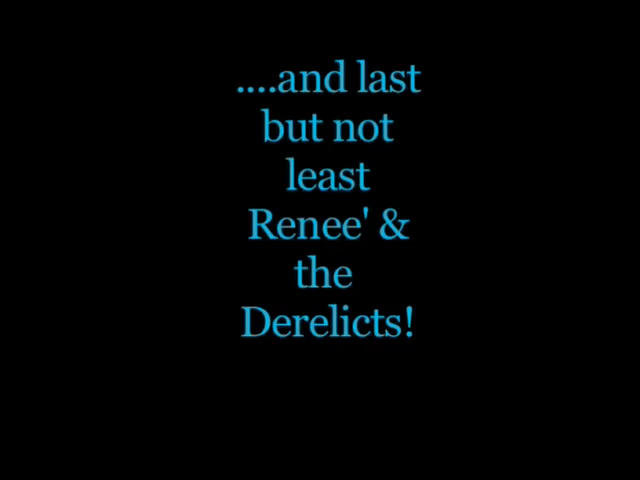 ....and last
but not
least
Renee' &
the
Derelicts!